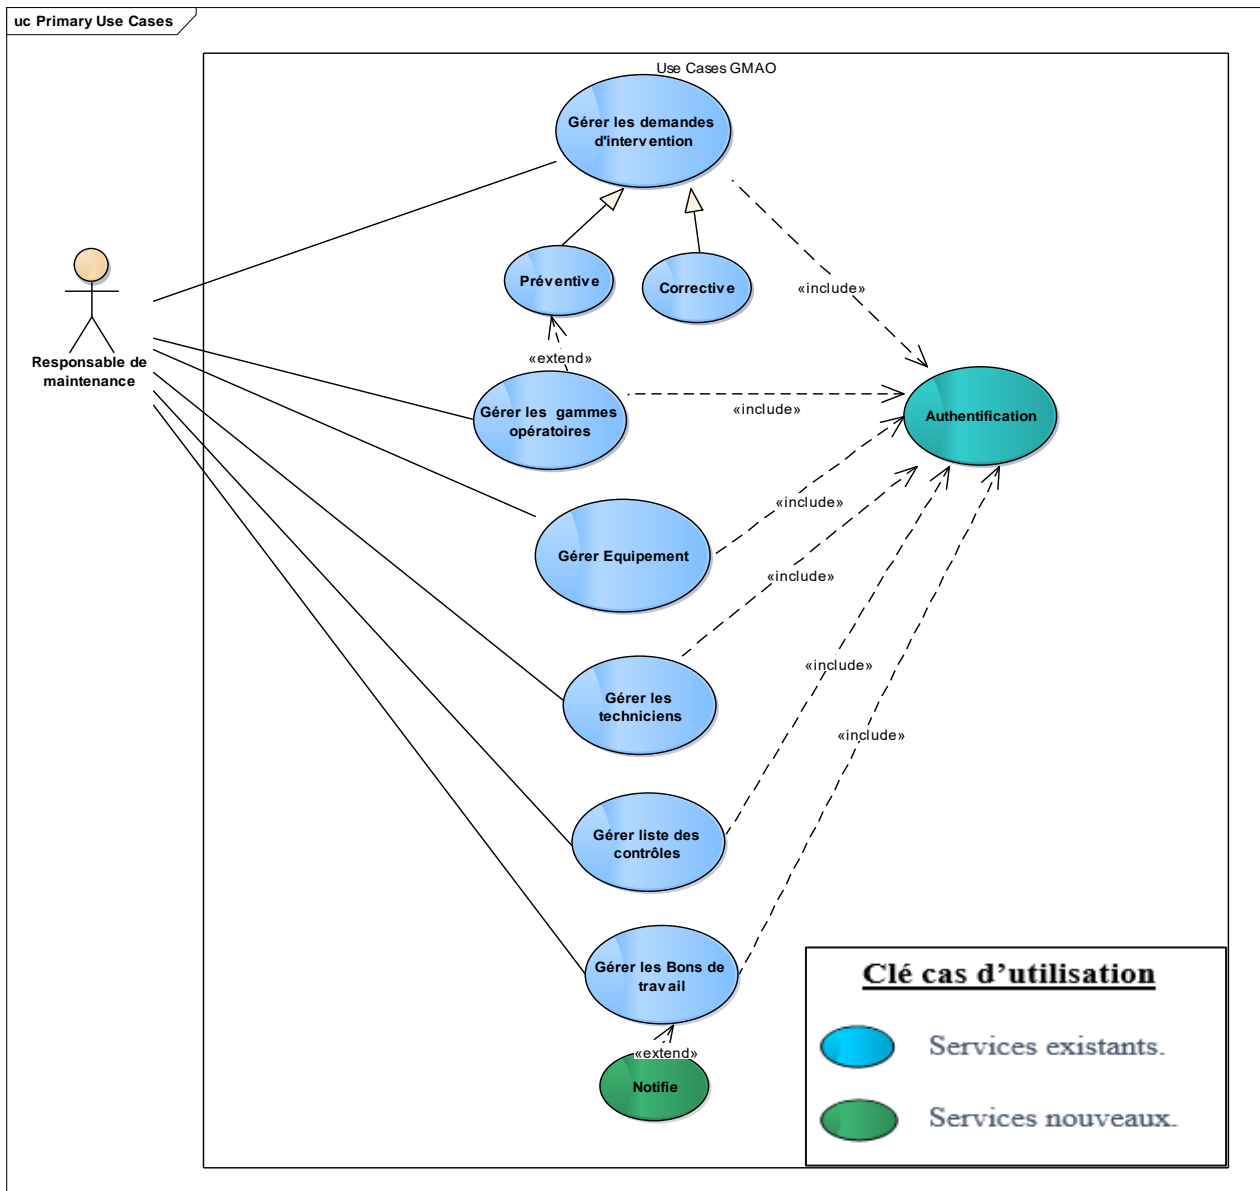 uc Primary Use Cases
Use Cases GMAO
Gérer les demandes
d'intervention
Préventive
Corrective
«include»
Responsable de
maintenance
«extend»
Gérer les gammes
opératoires
«include»
Authentification
«include»
Gérer Equipement
«include»
Gérer les
techniciens
«include»
«include»
Gérer liste des
contrôles
Gérer les Bons de
travail
«extend»
Notifie
Clé cas d’utilisation
Services existants.
Services nouveaux.